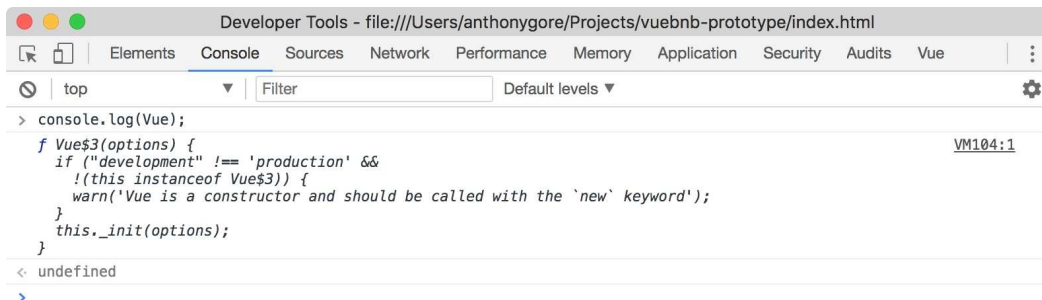 Developer Tools - file:///Users/anthonygore/Projects/vuebnb-prototype/index.html
Elements Console Sources Network Performance Memory Application Security Audits Vue
top ▼ Filter Default levels ▼
> console.log(Vue);
ƒ Vue$3(options) { VM104:1
  if ("development" !== 'production' &&
    !(this instanceof Vue$3)) {
    warn('Vue is a constructor and should be called with the `new` keyword');
  }
  this._init(options);
}
<· undefined
>